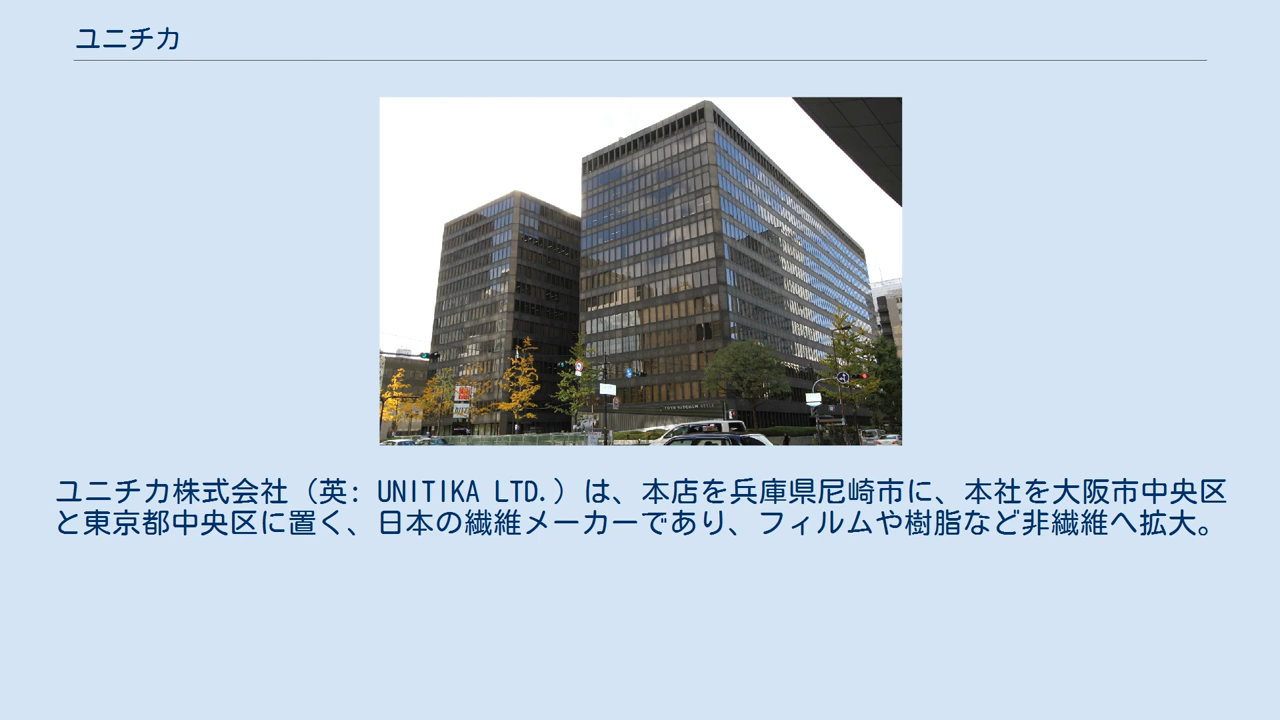 ユニチカ
ユニチカ株式会社（英: UNITIKA LTD.）は、本店を兵庫県尼崎市に、本社を大阪市中央区
と東京都中央区に置く、日本の繊維メーカーであり、フィルムや樹脂など非繊維へ拡大。